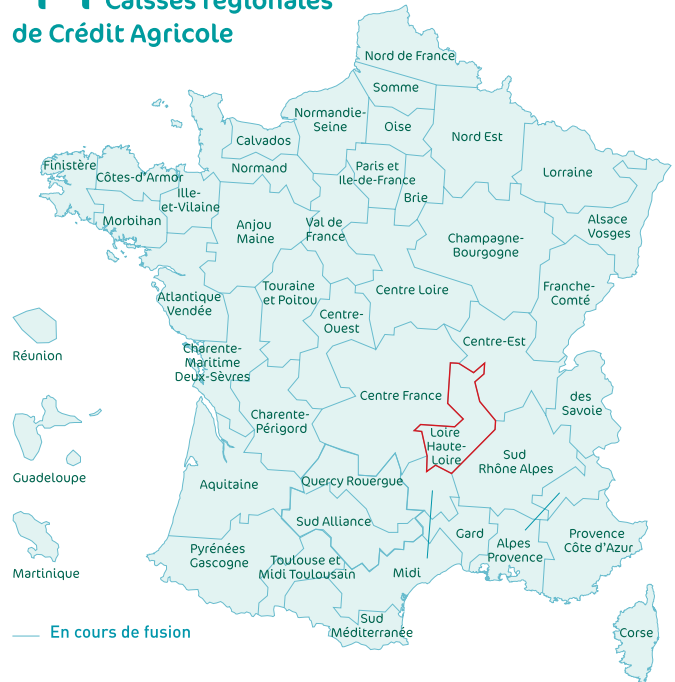 Caisses régionales
de Crédit Agricole
Nord de France
Somme
Normandie-
Seine
Oise
Nord Est
Calvados
Finistère
Côtes-d'Armor
Normand
Paris et
Ile-de-France
Lorraine
Ille-
et-Vilaine
Brie
Morbihan
Anjou
Maine
Val de
France
Alsace
Vosges
Champagne-
Bourgogne
Atlantique
Vendée
Touraine
et Poitou
Centre Loire
Franche-
Comté
Centre-
Ouest
Réunion
Charente-
Maritime
Deux-Sèvres
Centre-Est
Centre France
des
Savoie
Charente-
Périgord
Loire
Haute-
Loire
Sud
Rhône Alpes
Guadeloupe
Aquitaine
Quercy Rouergue
Sud Alliance
Pyrénées
Gascogne
Toulouse et
Midi Toulousain
Midi
Gard
Alpes
Provence
Provence
Côte d'Azur
Martinique
Sud
Méditerranée
Corse
En cours de fusion